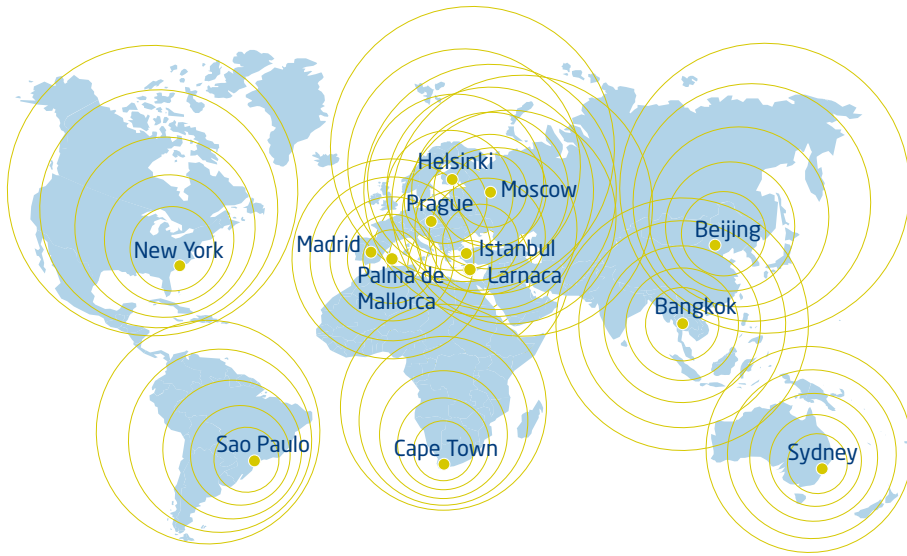 Helsinki
Moscow
Prague
Madrid
Istanbul
New York
Beijing
Palma de
Mallorca
Larnaca
Bangkok
Sao Paulo
Cape Town
Sydney